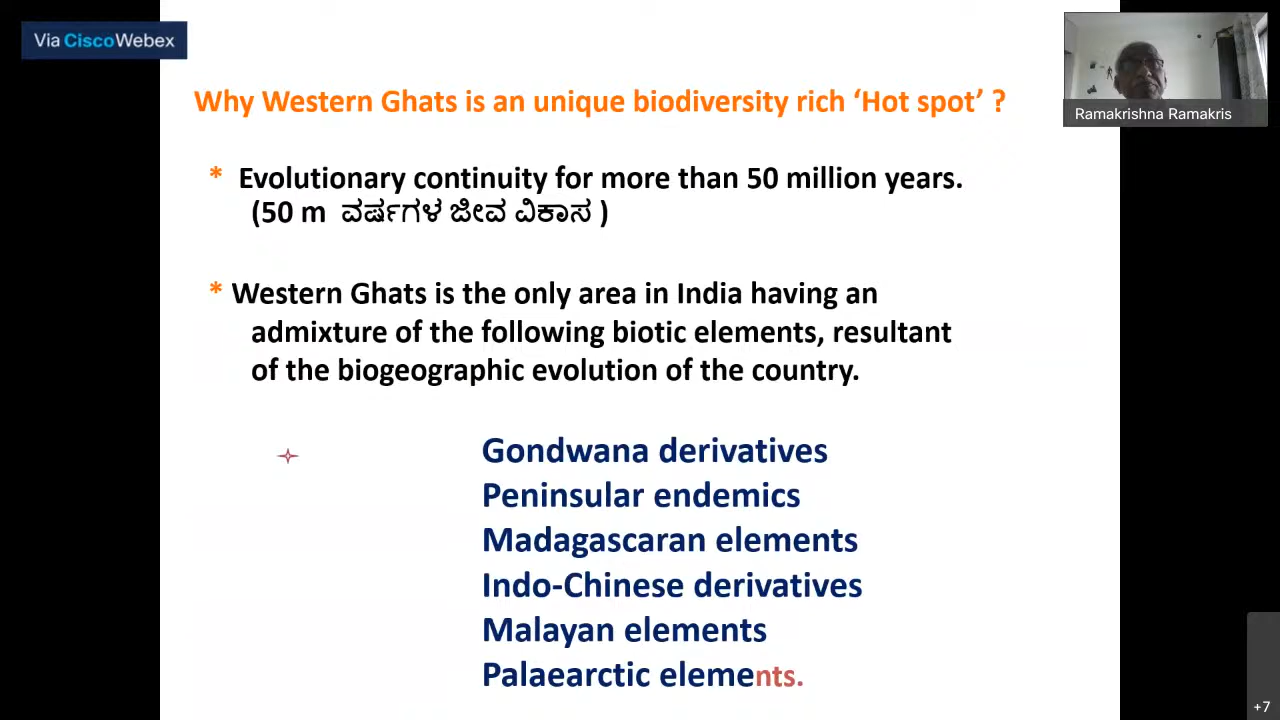 Via CiscoWebex
Ramakrishna Ramakris
Why Western Ghats is an unique biodiversity rich ‘Hot spot’ ?
* Evolutionary continuity for more than 50 million years.
(50 m ವರ್ಷಗಳ ಜೀವ ವಿಕಾಸ )
* Western Ghats is the only area in India having an
admixture of the following biotic elements, resultant
of the biogeographic evolution of the country.
Gondwana derivatives
Peninsular endemics
Madagascaran elements
Indo-Chinese derivatives
Malayan elements
Palaearctic elements.
+7